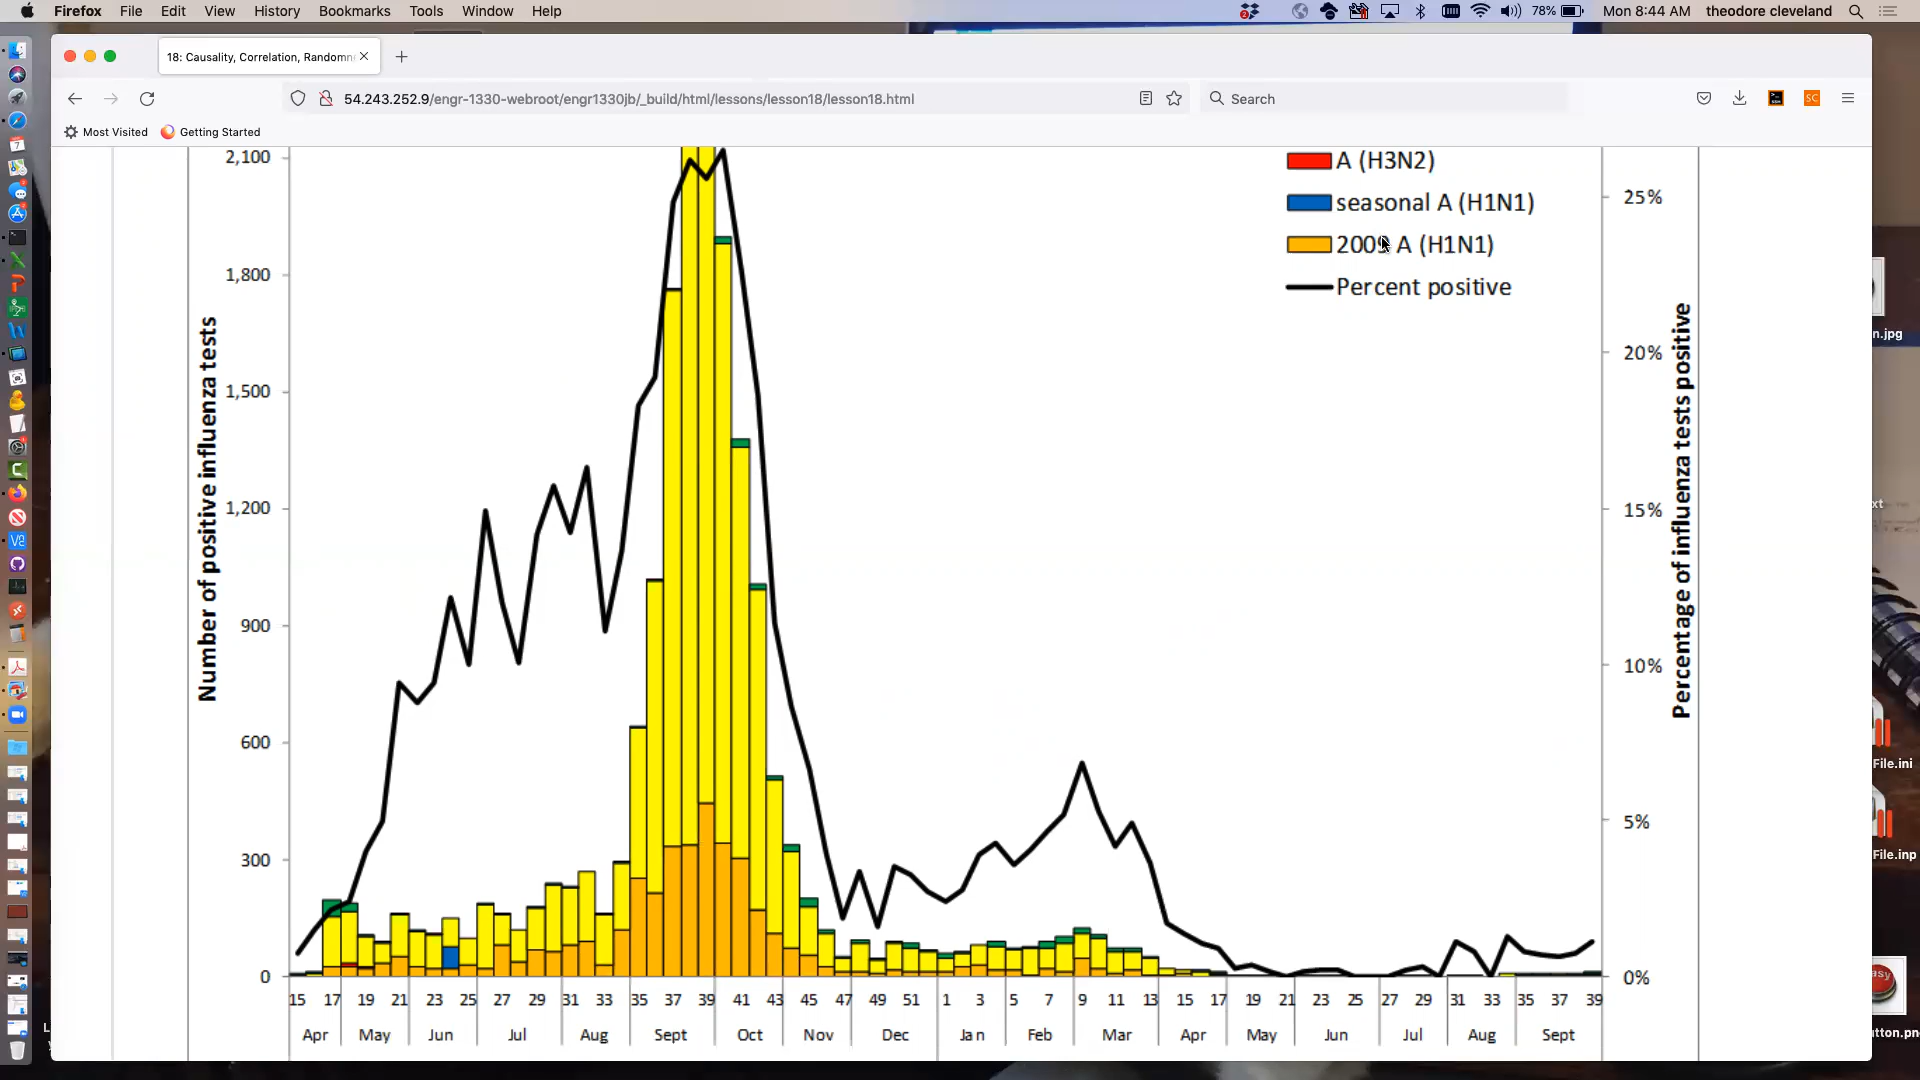 Firefox File Edit View History Bookmarks Tools Window Help 78% Mon 8:44 AM theodore cleveland
18: Causality, Correlation, Randomn
54.243.252.9/engr-1330-webroot/engr1330jb/_build/html/lessons/lesson18/lesson18.html
Search
Most Visited Getting Started
Number of positive influenza tests
2,100
1,800
1,500
1,200
900
600
300
0
A (H3N2)
seasonal A (H1N1)
2009 A (H1N1)
Percent positive
25%
20%
15%
10%
5%
0%
Percentage of influenza tests positive
15 17 19 21 23 25 27 29 31 33 35 37 39 41 43 45 47 49 51 1 3 5 7 9 11 13 15 17 19 21 23 25 27 29 31 33 35 37 39
Apr May Jun Jul Aug Sept Oct Nov Dec Jan Feb Mar Apr May Jun Jul Aug Sept
n.jpg
xt
File.ini
File.inp
utton.pn